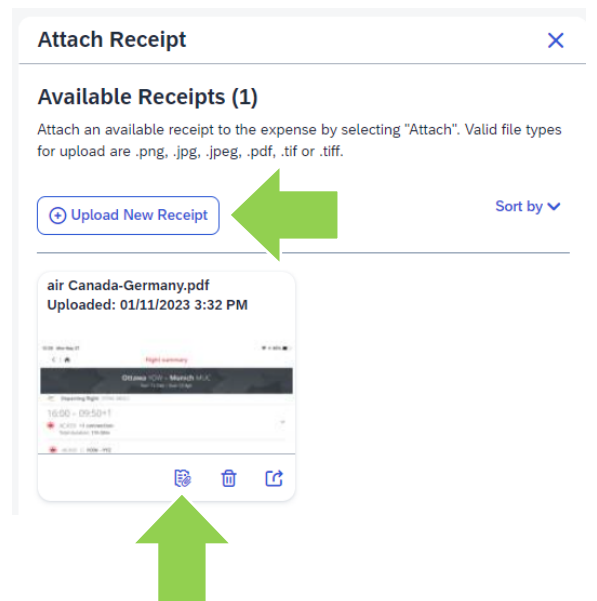 Attach Receipt
Available Receipts (1)
Attach an available receipt to the expense by selecting "Attach". Valid file types
for upload are .png, .jpg, .jpeg, .pdf, .tif or .tiff.
Upload New Receipt
Sort by
air Canada-Germany.pdf
Uploaded: 01/11/2023 3:32 PM
Flight summary
Ottawa YOW - Munich MUC
Departing flight
16:00 - 09:50+1